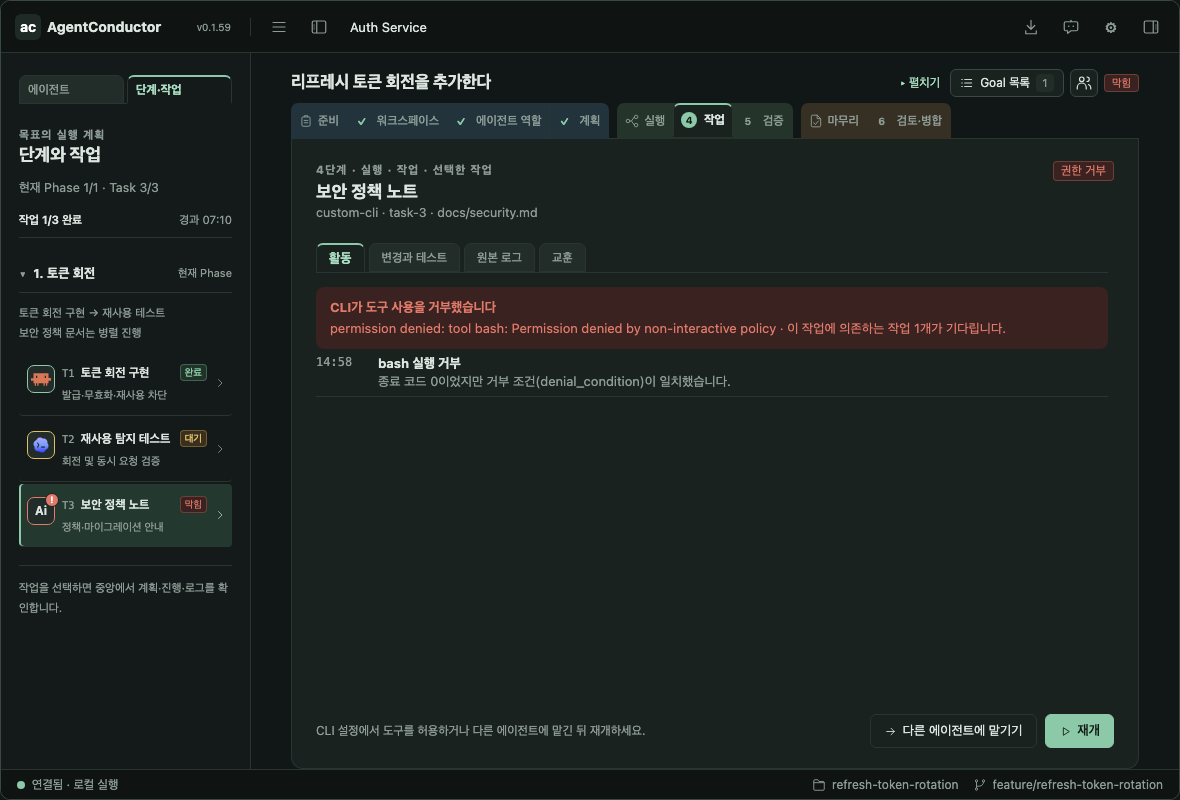 ac AgentConductor v0.1.59 Auth Service
에이전트 단계·작업
목표의 실행 계획
단계와 작업
현재 Phase 1/1 · Task 3/3
작업 1/3 완료 경과 07:10
1. 토큰 회전 현재 Phase
토큰 회전 구현 → 재사용 테스트
보안 정책 문서는 병렬 진행
T1 토큰 회전 구현 완료
발급·무효화·재사용 차단
T2 재사용 탐지 테스트 대기
회전 및 동시 요청 검증
Ai ! T3 보안 정책 노트 막힘
정책·마이그레이션 안내
작업을 선택하면 중앙에서 계획·진행·로그를 확
인합니다.
리프레시 토큰 회전을 추가한다 펼치기 Goal 목록 1 막힘
준비 ✓ 워크스페이스 ✓ 에이전트 역할 ✓ 계획 실행 4 작업 5 검증 마무리 6 검토·병합
4단계 · 실행 · 작업 · 선택한 작업
권한 거부
보안 정책 노트
custom-cli · task-3 · docs/security.md
활동 변경과 테스트 원본 로그 교훈
CLI가 도구 사용을 거부했습니다
permission denied: tool bash: Permission denied by non-interactive policy · 이 작업에 의존하는 작업 1개가 기다립니다.
14:58 bash 실행 거부
종료 코드 0이었지만 거부 조건(denial_condition)이 일치했습니다.
CLI 설정에서 도구를 허용하거나 다른 에이전트에 맡긴 뒤 재개하세요. → 다른 에이전트에 맡기기 ▷ 재개
연결됨 · 로컬 실행 refresh-token-rotation feature/refresh-token-rotation